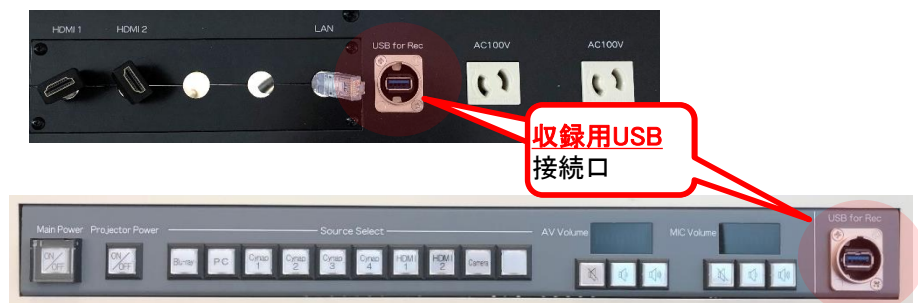 HDMI 1 HDMI 2 LAN USB for Rec AC100V AC100V
収録用USB
接続口
Main Power Projector Power Source Select AV Volume MIC Volume USB for Rec
ON/OFF ON/OFF Blu-ray PC Cynap 1 Cynap 2 Cynap 3 Cynap 4 HDMI 1 HDMI 2 Camera